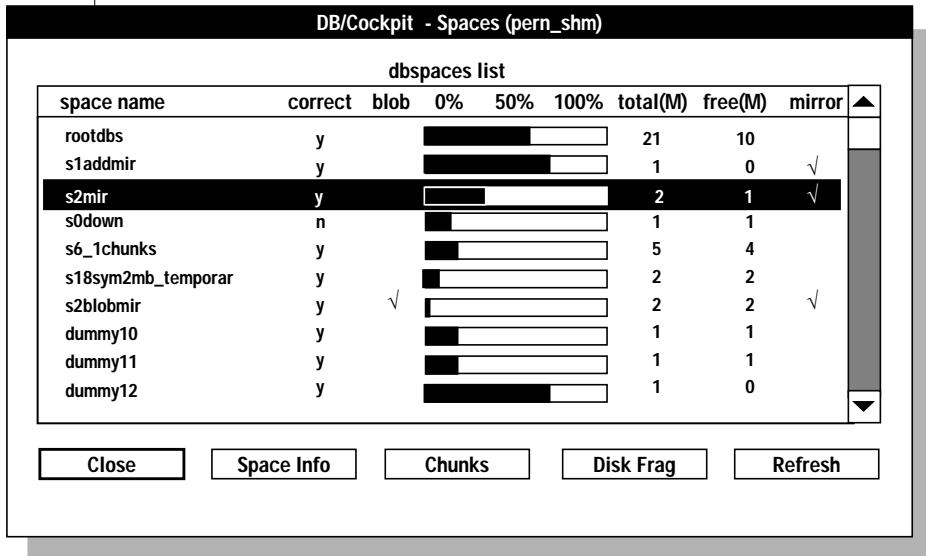 DB/Cockpit - Spaces (pern_shm)
dbspaces list
space name correct blob 0% 50% 100% total(M) free(M) mirror
rootdbs y 21 10
s1addmir y 1 0 √
s2mir y 2 1 √
s0down n 1 1
s6_1chunks y 5 4
s18sym2mb_temporar y 2 2
s2blobmir y √ 2 2 √
dummy10 y 1 1
dummy11 y 1 1
dummy12 y 1 0
Close Space Info Chunks Disk Frag Refresh